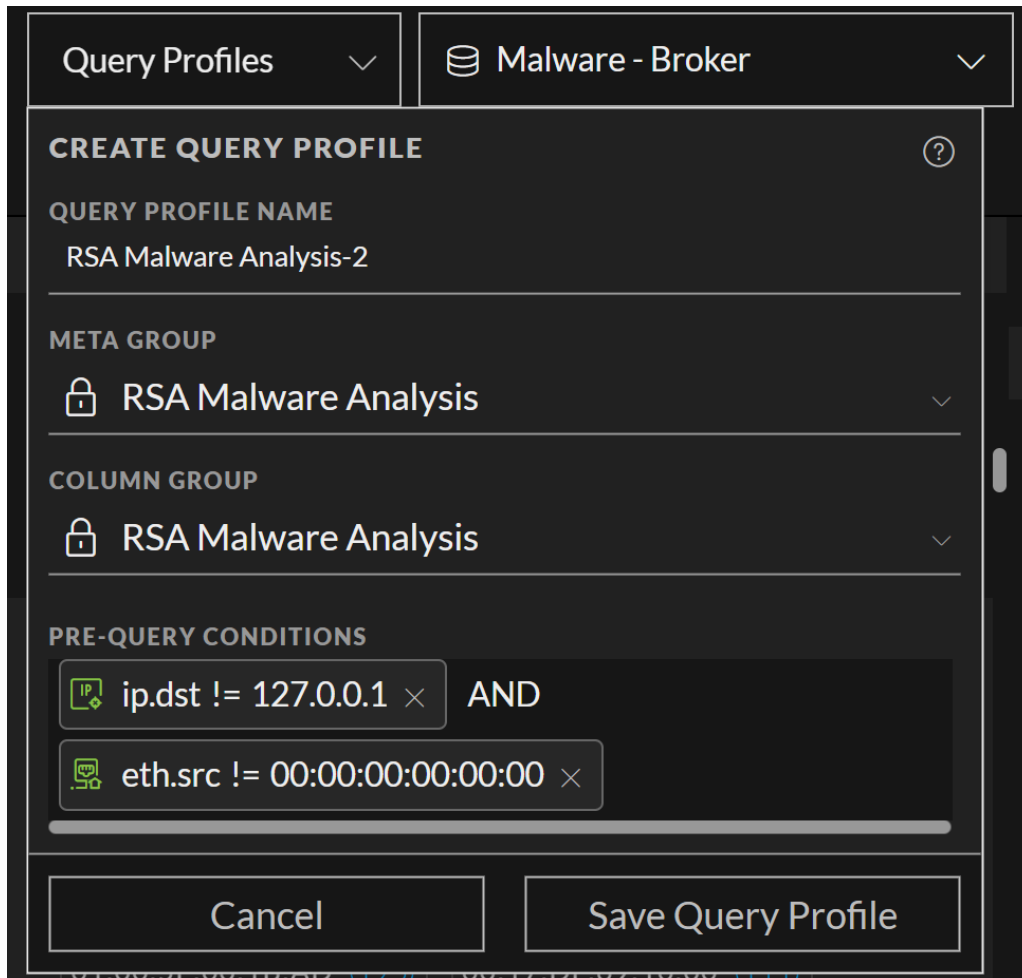 Query Profiles
Malware - Broker
CREATE QUERY PROFILE
QUERY PROFILE NAME
RSA Malware Analysis-2
META GROUP
RSA Malware Analysis
COLUMN GROUP
RSA Malware Analysis
PRE-QUERY CONDITIONS
IP ip.dst != 127.0.0.1 × AND
eth.src != 00:00:00:00:00:00 ×
Cancel
Save Query Profile